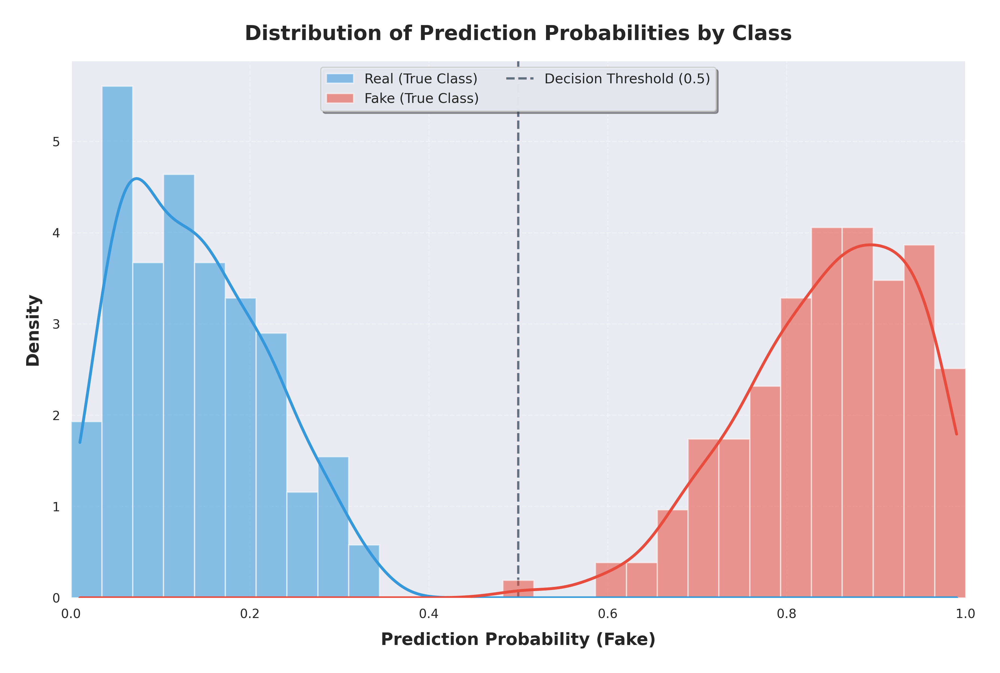 Distribution of Prediction Probabilities by Class
Real (True Class)
Fake (True Class)
Decision Threshold (0.5)
Density
5
4
3
2
1
0
0.0 0.2 0.4 0.6 0.8 1.0
Prediction Probability (Fake)